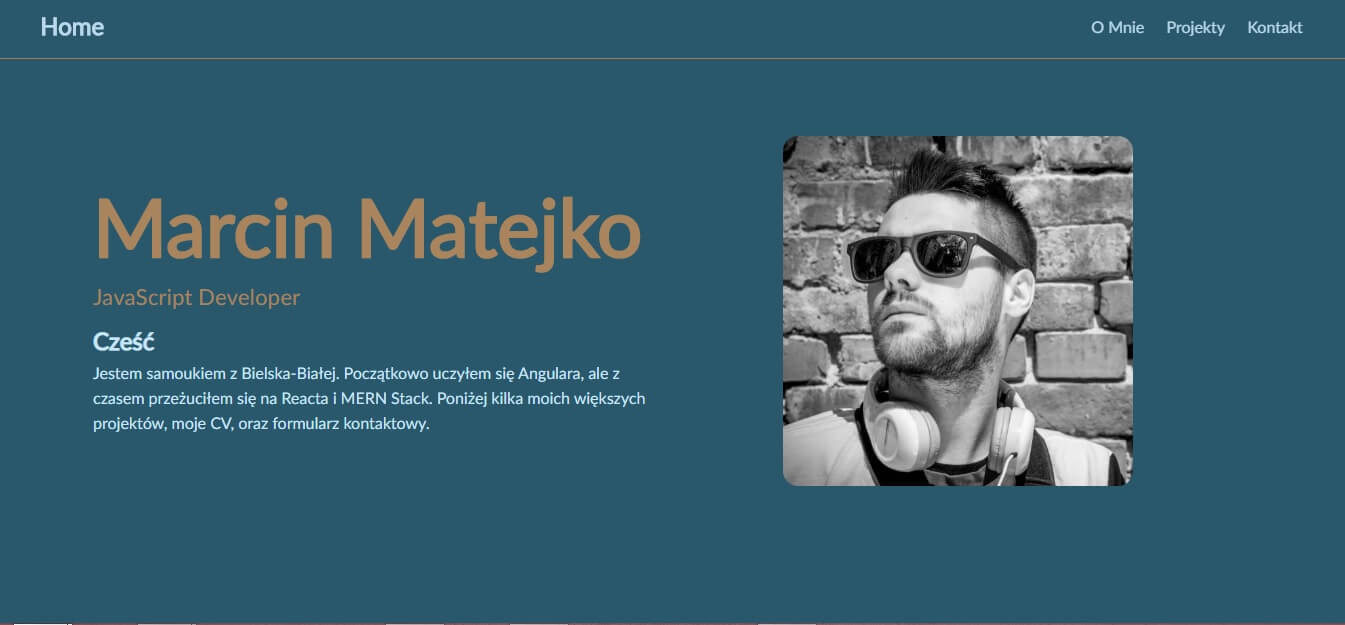 Home
O Mnie Projekty Kontakt
Marcin Matejko
JavaScript Developer
Cześć
Jestem samoukiem z Bielska-Białej. Początkowo uczyłem się Angulara, ale z
czasem przeżuciłem się na Reacta i MERN Stack. Poniżej kilka moich większych
projektów, moje CV, oraz formularz kontaktowy.